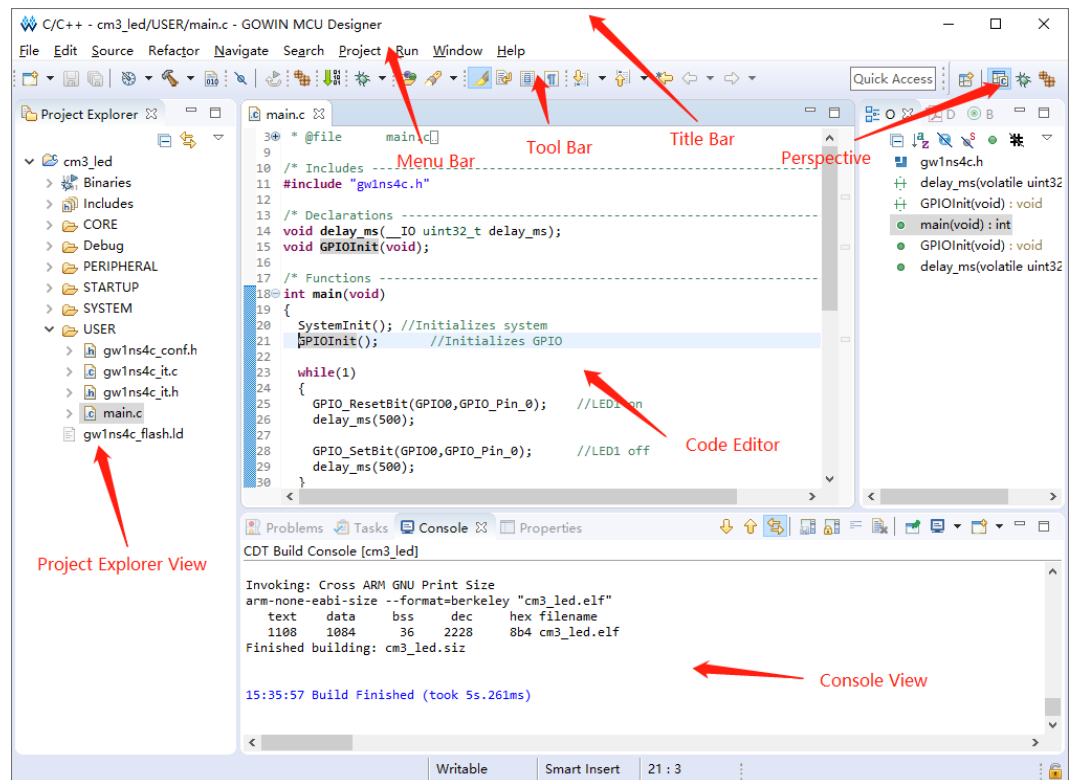 C/C++ - cm3_led/USER/main.c - GOWIN MCU Designer
File Edit Source Refactor Navigate Search Project Run Window Help
Quick Access
Project Explorer
main.c
O D B
Menu Bar
Tool Bar
Title Bar
Perspective
cm3_led
Binaries
Includes
CORE
Debug
PERIPHERAL
STARTUP
SYSTEM
USER
gw1ns4c_conf.h
gw1ns4c_it.c
gw1ns4c_it.h
main.c
gw1ns4c_flash.ld
Project Explorer View
3 * @file main.c
9
10 /* Includes ------------------------------------------------------------------
11 #include "gw1ns4c.h"
12
13 /* Declarations --------------------------------------------------------------
14 void delay_ms(__IO uint32_t delay_ms);
15 void GPIOInit(void);
16
17 /* Functions -----------------------------------------------------------------
18 int main(void)
19 {
20 SystemInit(); //Initializes system
21 GPIOInit(); //Initializes GPIO
22
23 while(1)
24 {
25 GPIO_ResetBit(GPIO0,GPIO_Pin_0); //LED1 on
26 delay_ms(500);
27
28 GPIO_SetBit(GPIO0,GPIO_Pin_0); //LED1 off
29 delay_ms(500);
30 }
Code Editor
gw1ns4c.h
delay_ms(volatile uint32
GPIOInit(void) : void
main(void) : int
GPIOInit(void) : void
delay_ms(volatile uint32
Problems Tasks Console Properties
CDT Build Console [cm3_led]
Invoking: Cross ARM GNU Print Size
arm-none-eabi-size --format=berkeley "cm3_led.elf"
text data bss dec hex filename
1108 1084 36 2228 8b4 cm3_led.elf
Finished building: cm3_led.siz
15:35:57 Build Finished (took 5s.261ms)
Console View
Writable Smart Insert 21 : 3